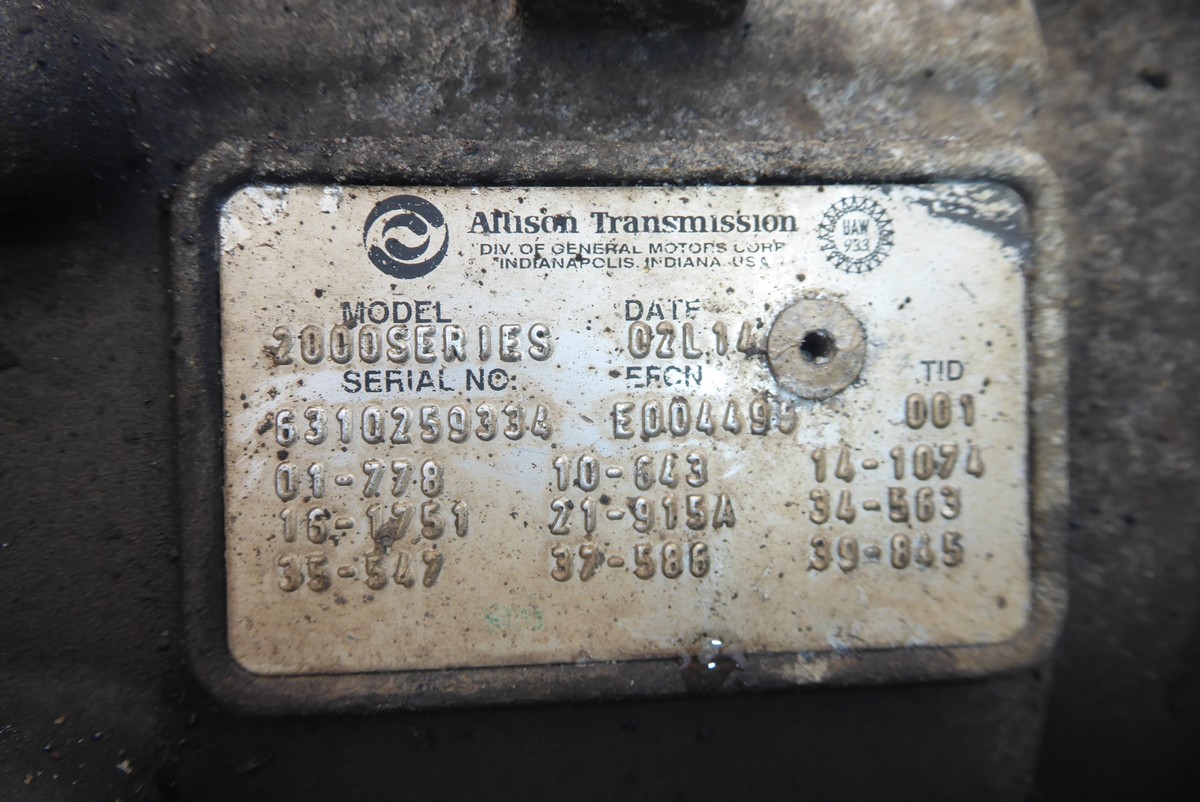 Allison Transmission
DIV. OF GENERAL MOTORS CORP
INDIANAPOLIS, INDIANA USA
UAW
933
MODEL DATE
2000SERIES 02L14
SERIAL NO: EFCN TID
6310259334 001
01-778 10-643 14-1074
16-1751 21-915A 34-563
35-547 37-586 39-845